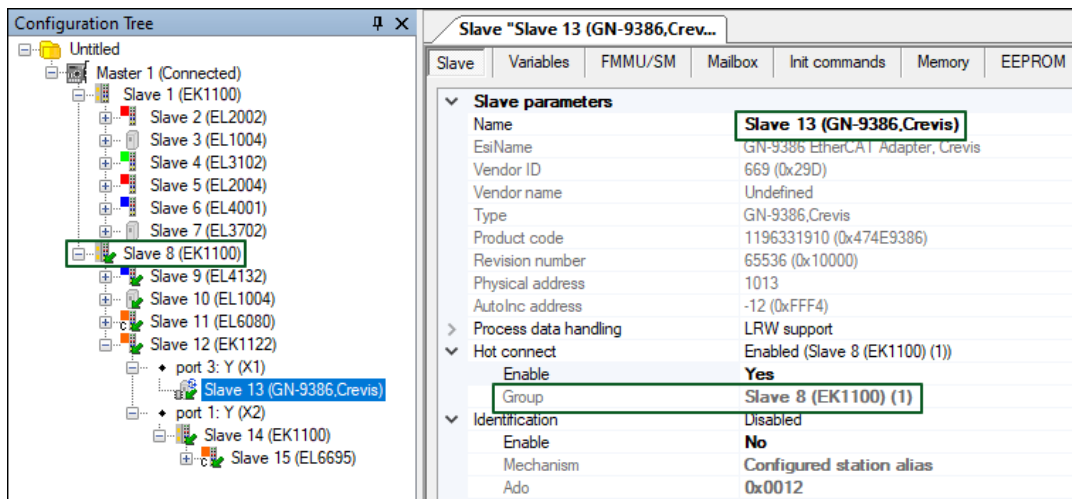 Configuration Tree
Untitled
Master 1 (Connected)
Slave 1 (EK1100)
Slave 2 (EL2002)
Slave 3 (EL1004)
Slave 4 (EL3102)
Slave 5 (EL2004)
Slave 6 (EL4001)
Slave 7 (EL3702)
Slave 8 (EK1100)
Slave 9 (EL4132)
Slave 10 (EL1004)
C Slave 11 (EL6080)
Slave 12 (EK1122)
port 3: Y (X1)
Slave 13 (GN-9386,Crevis)
port 1: Y (X2)
Slave 14 (EK1100)
C Slave 15 (EL6695)
Slave "Slave 13 (GN-9386,Crev...
Slave Variables FMMU/SM Mailbox Init commands Memory EEPROM
Slave parameters
Name Slave 13 (GN-9386,Crevis)
EsiName GN-9386 EtherCAT Adapter, Crevis
Vendor ID 669 (0x29D)
Vendor name Undefined
Type GN-9386,Crevis
Product code 1196331910 (0x474E9386)
Revision number 65536 (0x10000)
Physical address 1013
AutoInc address -12 (0xFFF4)
Process data handling LRW support
Hot connect Enabled (Slave 8 (EK1100) (1))
Enable Yes
Group Slave 8 (EK1100) (1)
Identification Disabled
Enable No
Mechanism Configured station alias
Ado 0x0012